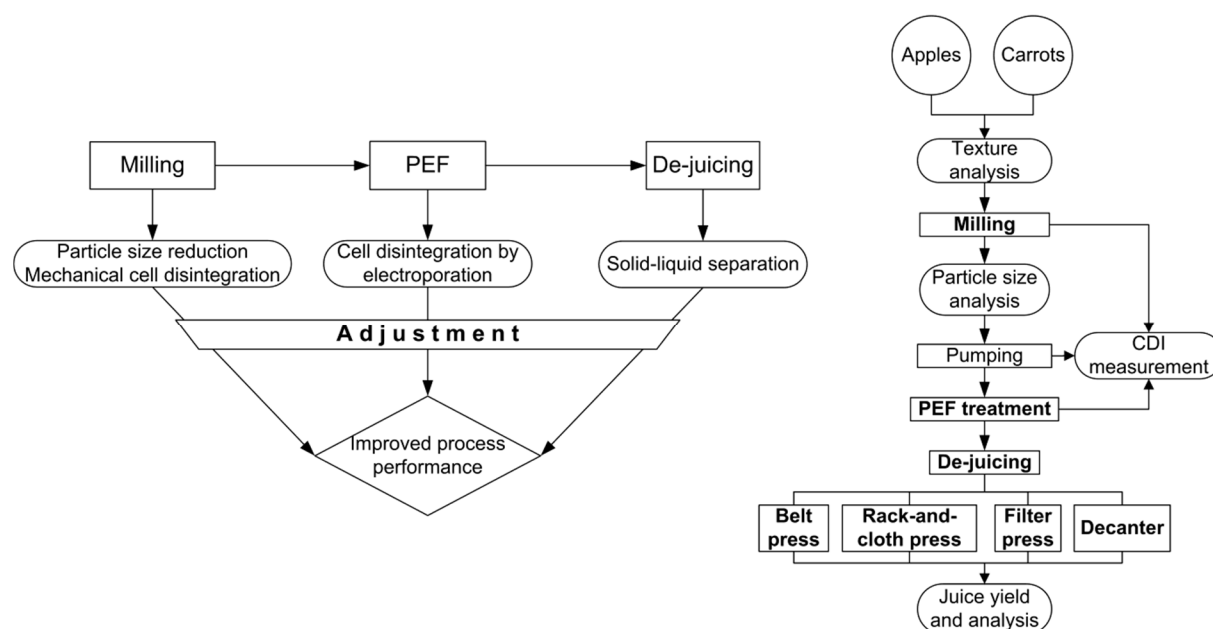 Milling
PEF
De-juicing
Particle size reduction
Mechanical cell disintegration
Cell disintegration by
electroporation
Solid-liquid separation
Adjustment
Improved process
performance
Apples
Carrots
Texture
analysis
Milling
Particle size
analysis
Pumping
CDI
measurement
PEF treatment
De-juicing
Belt
press
Rack-and-
cloth press
Filter
press
Decanter
Juice yield
and analysis